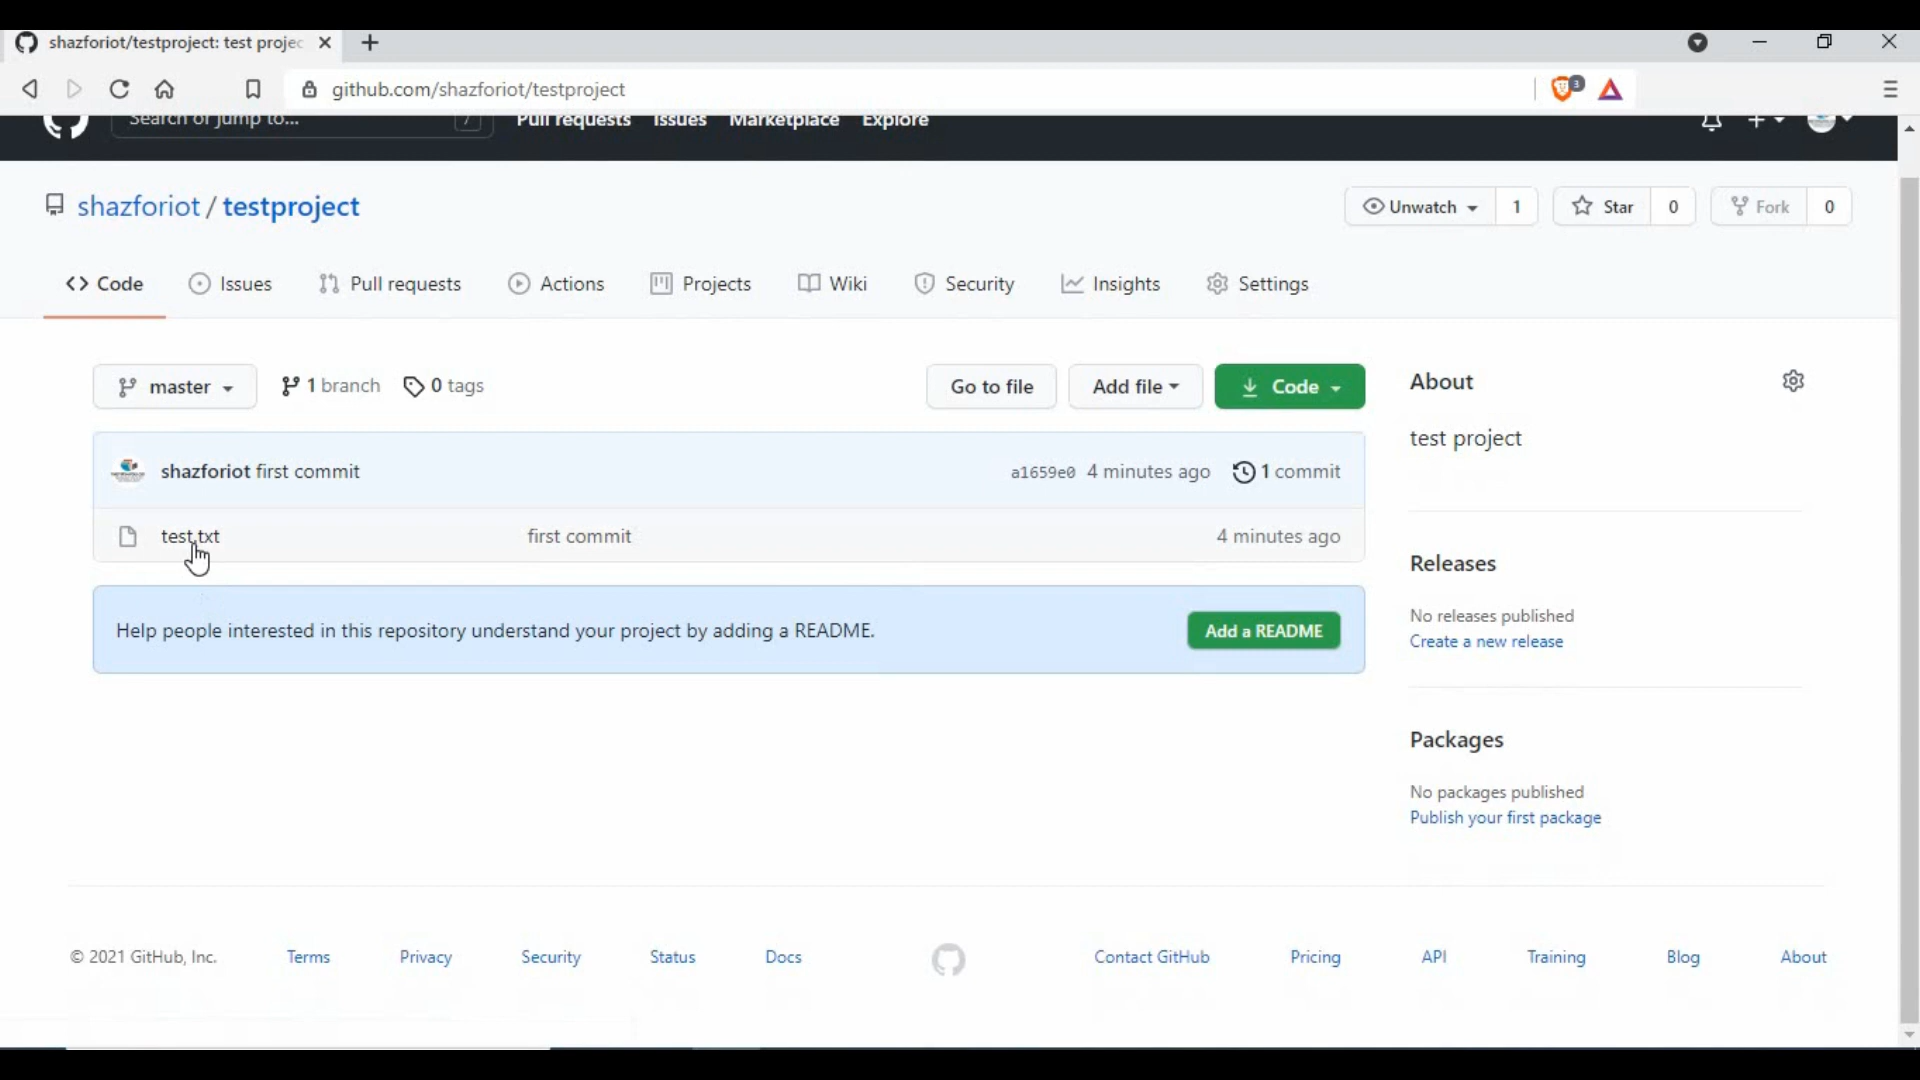 shazforiot/testproject: test projec
github.com/shazforiot/testproject
3
Search or jump to... /
Pull requests Issues Marketplace Explore
shazforiot / testproject
Unwatch 1 Star 0 Fork 0
Code Issues Pull requests Actions Projects Wiki Security Insights Settings
master 1 branch 0 tags Go to file Add file Code
About
test project
shazforiot first commit a1659e0 4 minutes ago 1 commit
test.txt first commit 4 minutes ago
Help people interested in this repository understand your project by adding a README. Add a README
Releases
No releases published
Create a new release
Packages
No packages published
Publish your first package
© 2021 GitHub, Inc. Terms Privacy Security Status Docs Contact GitHub Pricing API Training Blog About